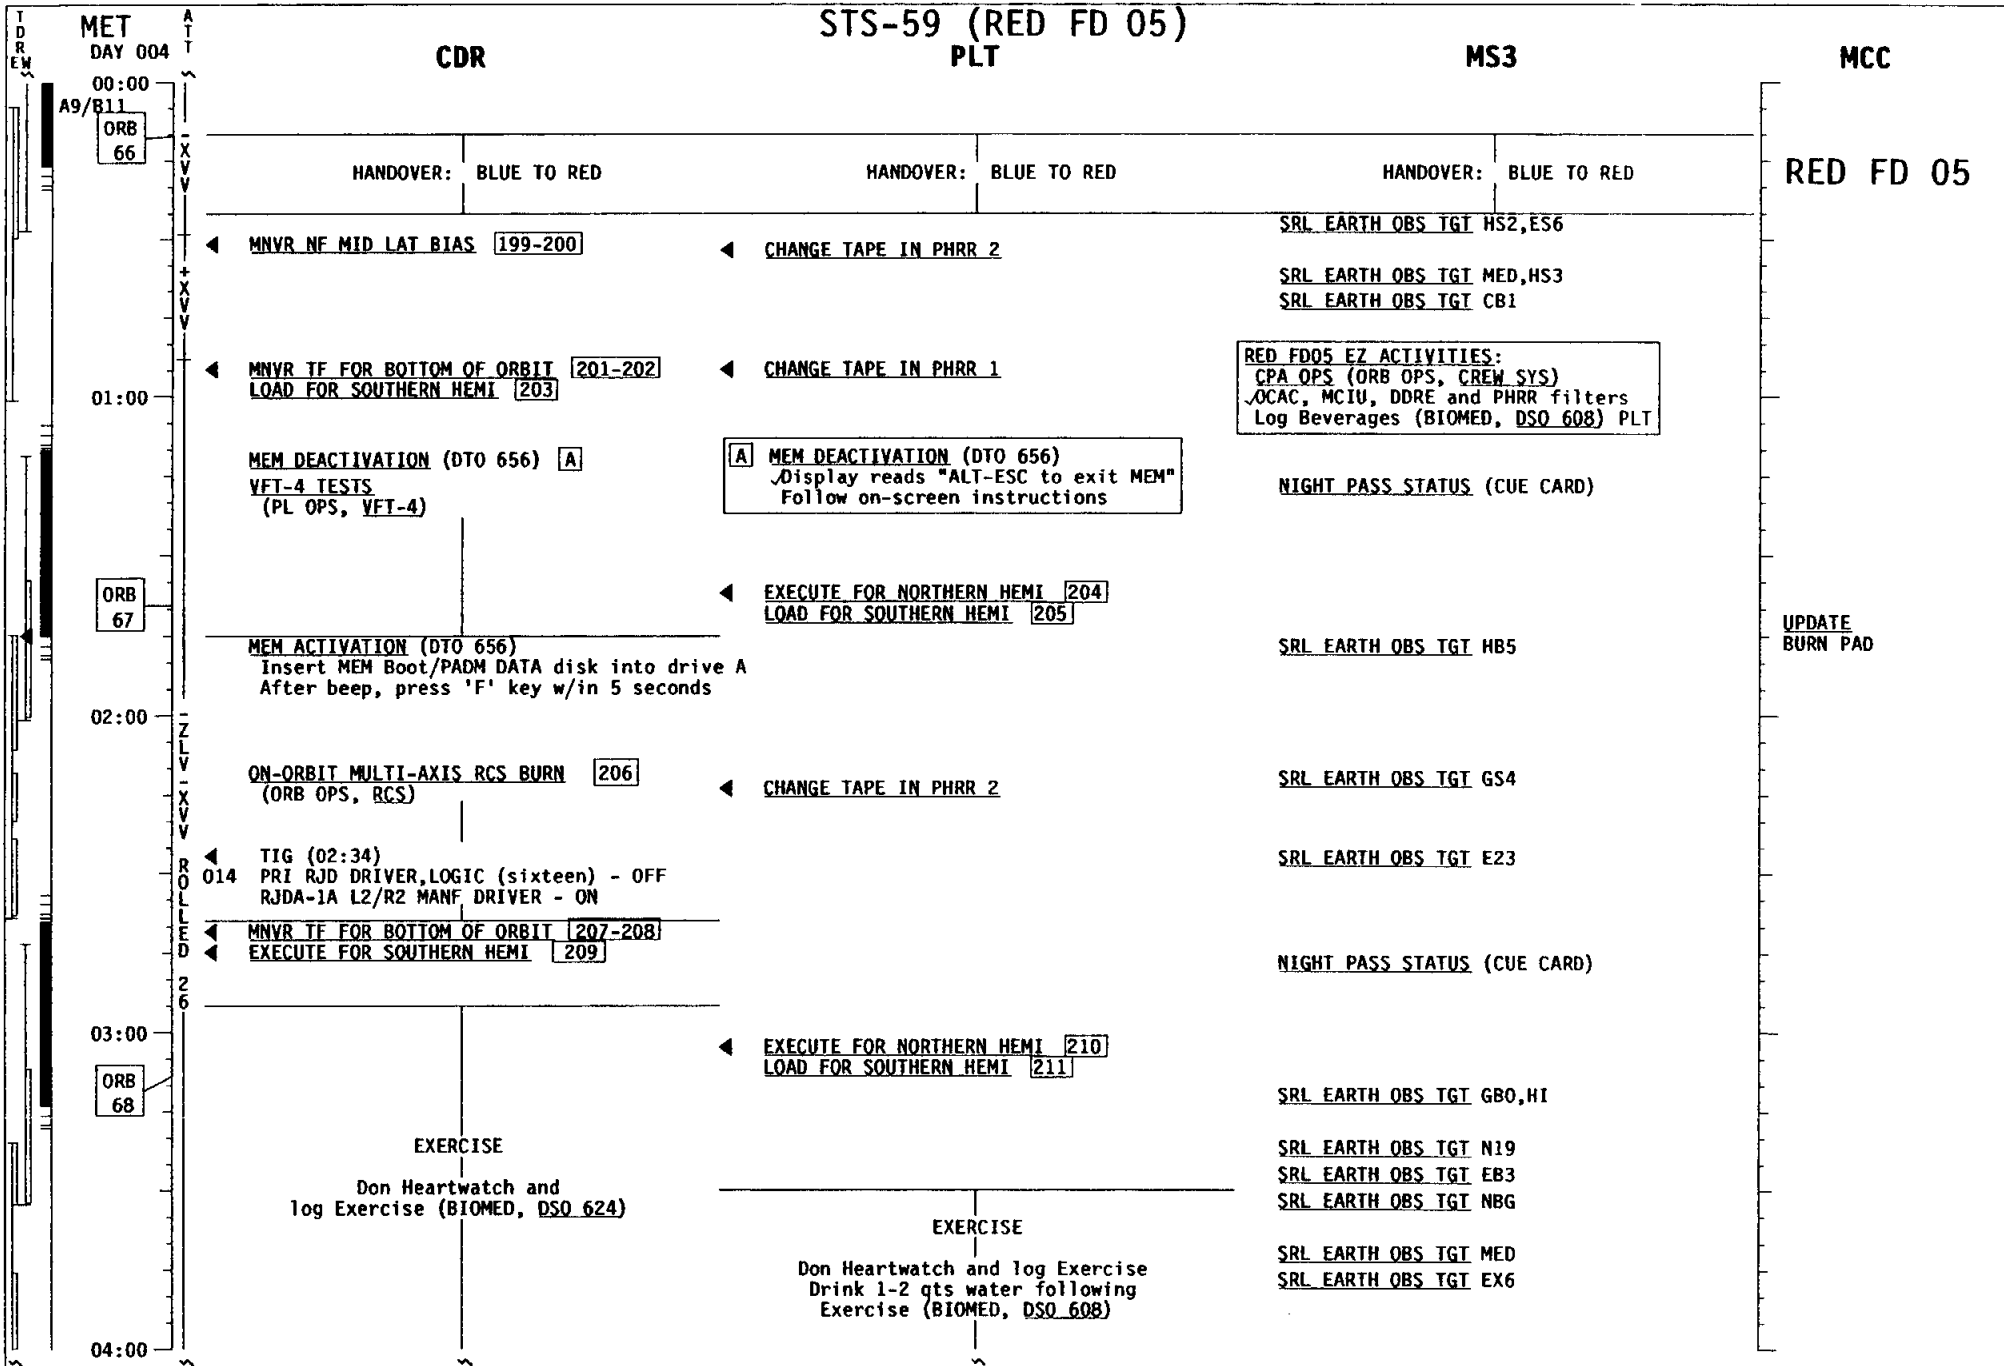 STS-59 (RED FD 05)
TDRE W
MET
DAY 004
ATT
CDR
PLT
MS3
MCC
00:00
A9/B11
ORB
66
-XVV
HANDOVER: BLUE TO RED
HANDOVER: BLUE TO RED
HANDOVER: BLUE TO RED
RED FD 05
SRL EARTH OBS TGT HS2,ES6
MNVR NF MID LAT BIAS 199-200
CHANGE TAPE IN PHRR 2
+XVV
SRL EARTH OBS TGT MED,HS3
SRL EARTH OBS TGT CB1
MNVR TF FOR BOTTOM OF ORBIT 201-202
LOAD FOR SOUTHERN HEMI 203
CHANGE TAPE IN PHRR 1
RED FD05 EZ ACTIVITIES:
CPA OPS (ORB OPS, CREW SYS)
√OCAC, MCIU, DDRE and PHRR filters
Log Beverages (BIOMED, DSO 608) PLT
01:00
MEM DEACTIVATION (DTO 656) A
VFT-4 TESTS
(PL OPS, VFT-4)
A MEM DEACTIVATION (DTO 656)
√Display reads "ALT-ESC to exit MEM"
Follow on-screen instructions
NIGHT PASS STATUS (CUE CARD)
ORB
67
EXECUTE FOR NORTHERN HEMI 204
LOAD FOR SOUTHERN HEMI 205
UPDATE
BURN PAD
MEM ACTIVATION (DTO 656)
Insert MEM Boot/PADM DATA disk into drive A
After beep, press 'F' key w/in 5 seconds
SRL EARTH OBS TGT HB5
02:00
-ZLV -XVV ROLLED 26
ON-ORBIT MULTI-AXIS RCS BURN 206
(ORB OPS, RCS)
CHANGE TAPE IN PHRR 2
SRL EARTH OBS TGT GS4
TIG (02:34)
014 PRI RJD DRIVER,LOGIC (sixteen) - OFF
RJDA-1A L2/R2 MANF DRIVER - ON
SRL EARTH OBS TGT E23
MNVR TF FOR BOTTOM OF ORBIT 207-208
EXECUTE FOR SOUTHERN HEMI 209
NIGHT PASS STATUS (CUE CARD)
03:00
EXECUTE FOR NORTHERN HEMI 210
LOAD FOR SOUTHERN HEMI 211
ORB
68
SRL EARTH OBS TGT GBO,HI
EXERCISE
Don Heartwatch and
log Exercise (BIOMED, DSO 624)
SRL EARTH OBS TGT N19
SRL EARTH OBS TGT EB3
SRL EARTH OBS TGT NBG
EXERCISE
Don Heartwatch and log Exercise
Drink 1-2 qts water following
Exercise (BIOMED, DSO 608)
SRL EARTH OBS TGT MED
SRL EARTH OBS TGT EX6
04:00